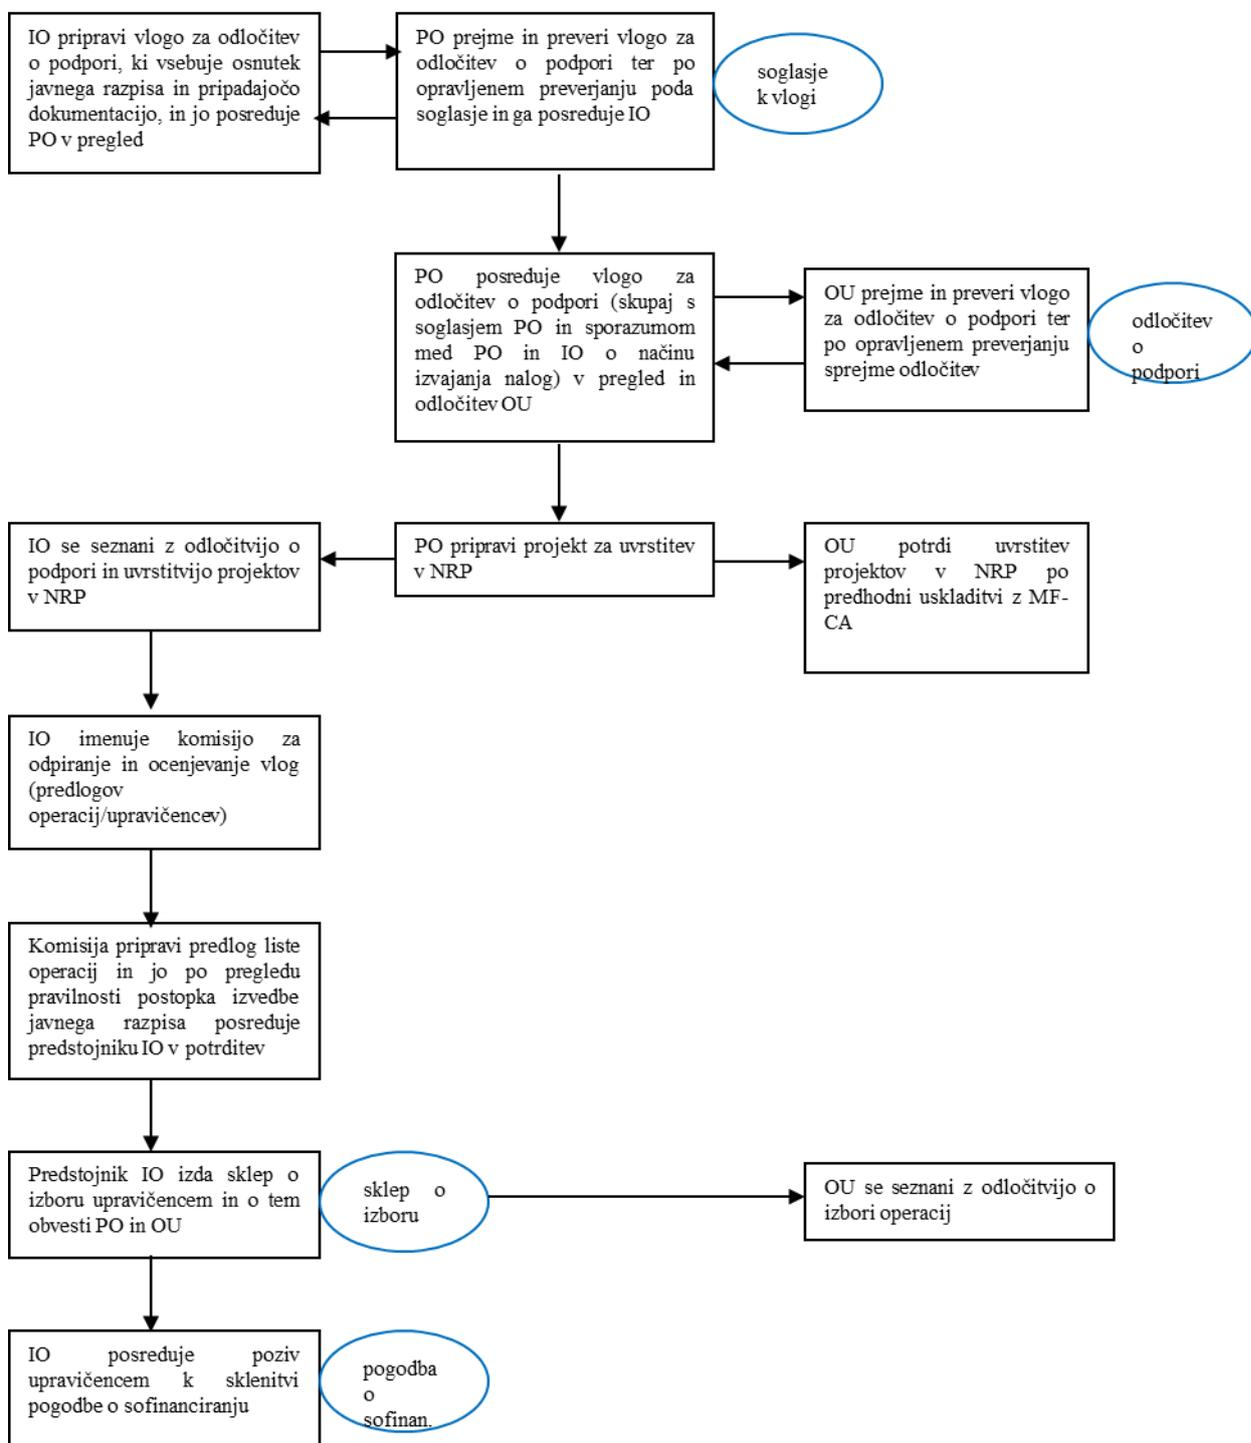 IO pripravi vlogo za odločitev
o podpori, ki vsebuje osnutek
javnega razpisa in pripadajočo
dokumentacijo, in jo posreduje
PO v pregled
PO prejme in preveri vlogo za
odločitev o podpori ter po
opravljenem preverjanju poda
soglasje in ga posreduje IO
soglasje
k vlogi
PO posreduje vlogo za
odločitev o podpori (skupaj s
soglasjem PO in sporazumom
med PO in IO o načinu
izvajanja nalog) v pregled in
odločitev OU
OU prejme in preveri vlogo
za odločitev o podpori ter
po opravljenem preverjanju
sprejme odločitev
odločitev
o
podpori
IO se seznani z odločitvijo o
podpori in uvrstitvijo projektov
v NRP
PO pripravi projekt za uvrstitev
v NRP
OU potrdi uvrstitev
projektov v NRP po
predhodni uskladitvi z MF-
CA
IO imenuje komisijo za
odpiranje in ocenjevanje vlog
(predlogov
operacij/upravičencev)
Komisija pripravi predlog liste
operacij in jo po pregledu
pravilnosti postopka izvedbe
javnega razpisa posreduje
predstojniku IO v potrditev
Predstojnik IO izda sklep o
izboru upravičencem in o tem
obvesti PO in OU
sklep o
izboru
OU se seznani z odločitvijo o
izbori operacij
IO posreduje poziv
upravičencem k sklenitvi
pogodbe o sofinanciranju
pogodba
o
sofinan.